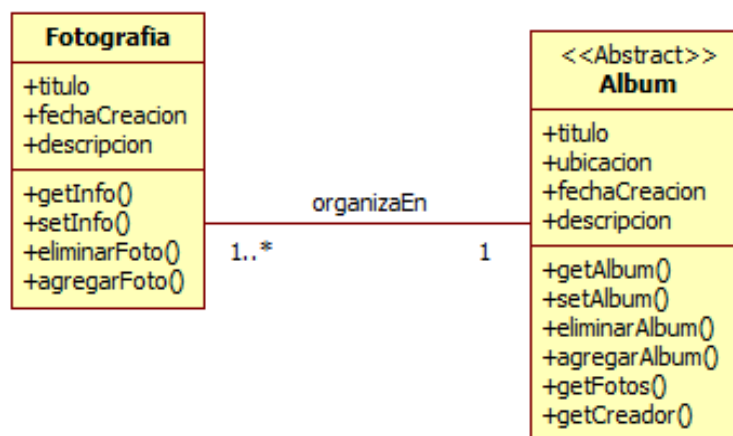 Fotografia
+titulo
+fechaCreacion
+descripcion
+getInfo()
+setInfo()
+eliminarFoto()
+agregarFoto()
organizaEn
1..*
1
<<Abstract>>
Album
+titulo
+ubicacion
+fechaCreacion
+descripcion
+getAlbum()
+setAlbum()
+eliminarAlbum()
+agregarAlbum()
+getFotos()
+getCreador()